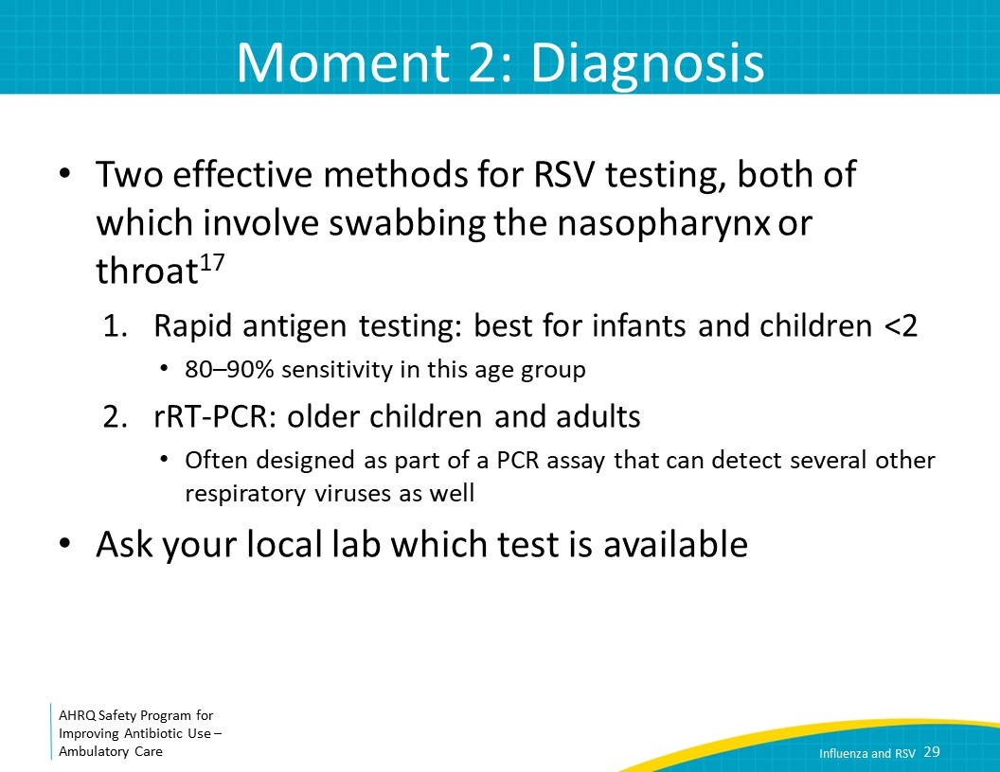 Moment 2: Diagnosis
• Two effective methods for RSV testing, both of
which involve swabbing the nasopharynx or
throat17
1. Rapid antigen testing: best for infants and children <2
• 80–90% sensitivity in this age group
2. rRT-PCR: older children and adults
• Often designed as part of a PCR assay that can detect several other
respiratory viruses as well
• Ask your local lab which test is available
AHRQ Safety Program for
Improving Antibiotic Use –
Ambulatory Care
Influenza and RSV 29